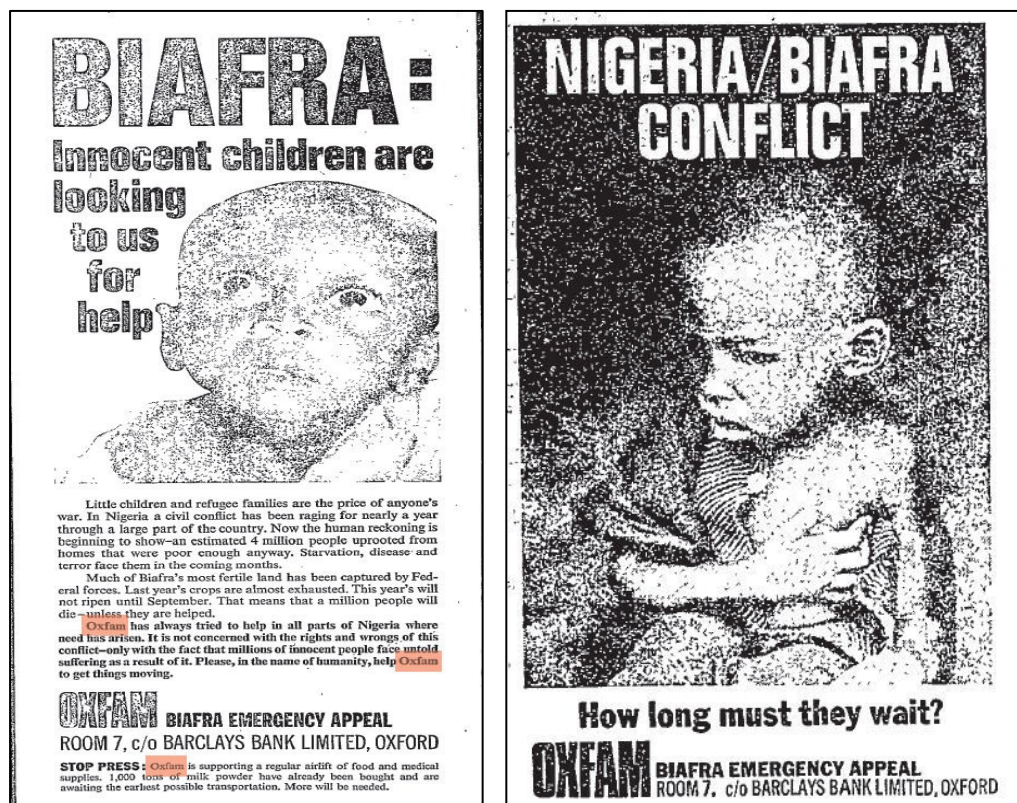 BIAFRA:
Innocent children are
looking
to us
for
help
Little children and refugee families are the price of anyone's
war. In Nigeria a civil conflict has been raging for nearly a year
through a large part of the country. Now the human reckoning is
beginning to show–an estimated 4 million people uprooted from
homes that were poor enough anyway. Starvation, disease and
terror face them in the coming months.
Much of Biafra's most fertile land has been captured by Fed-
eral forces. Last year's crops are almost exhausted. This year's will
not ripen until September. That means that a million people will
die–unless they are helped.
Oxfam has always tried to help in all parts of Nigeria where
need has arisen. It is not concerned with the rights and wrongs of this
conflict–only with the fact that millions of innocent people face untold
suffering as a result of it. Please, in the name of humanity, help Oxfam
to get things moving.
OXFAM BIAFRA EMERGENCY APPEAL
ROOM 7, c/o BARCLAYS BANK LIMITED, OXFORD
STOP PRESS: Oxfam is supporting a regular airlift of food and medical
supplies. 1,000 tons of milk powder have already been bought and are
awaiting the earliest possible transportation. More will be needed.
NIGERIA/BIAFRA
CONFLICT
How long must they wait?
OXFAM BIAFRA EMERGENCY APPEAL
ROOM 7, c/o BARCLAYS BANK LIMITED, OXFORD